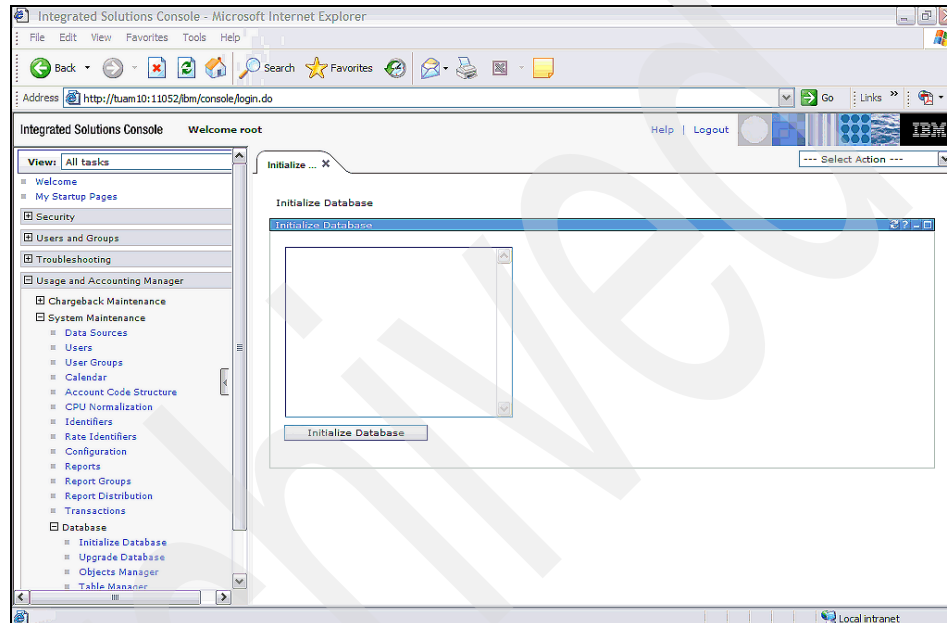 Integrated Solutions Console - Microsoft Internet Explorer
File Edit View Favorites Tools Help
Back Search Favorites
Address http://tuam10:11052/ibm/console/login.do Go Links »
Integrated Solutions Console Welcome root Help | Logout IBM
View: All tasks
Initialize ... X
--- Select Action ---
Welcome
My Startup Pages
Security
Users and Groups
Troubleshooting
Usage and Accounting Manager
Chargeback Maintenance
System Maintenance
Data Sources
Users
User Groups
Calendar
Account Code Structure
CPU Normalization
Identifiers
Rate Identifiers
Configuration
Reports
Report Groups
Report Distribution
Transactions
Database
Initialize Database
Upgrade Database
Objects Manager
Table Manager
Initialize Database
Initialize Database
Initialize Database
Local intranet